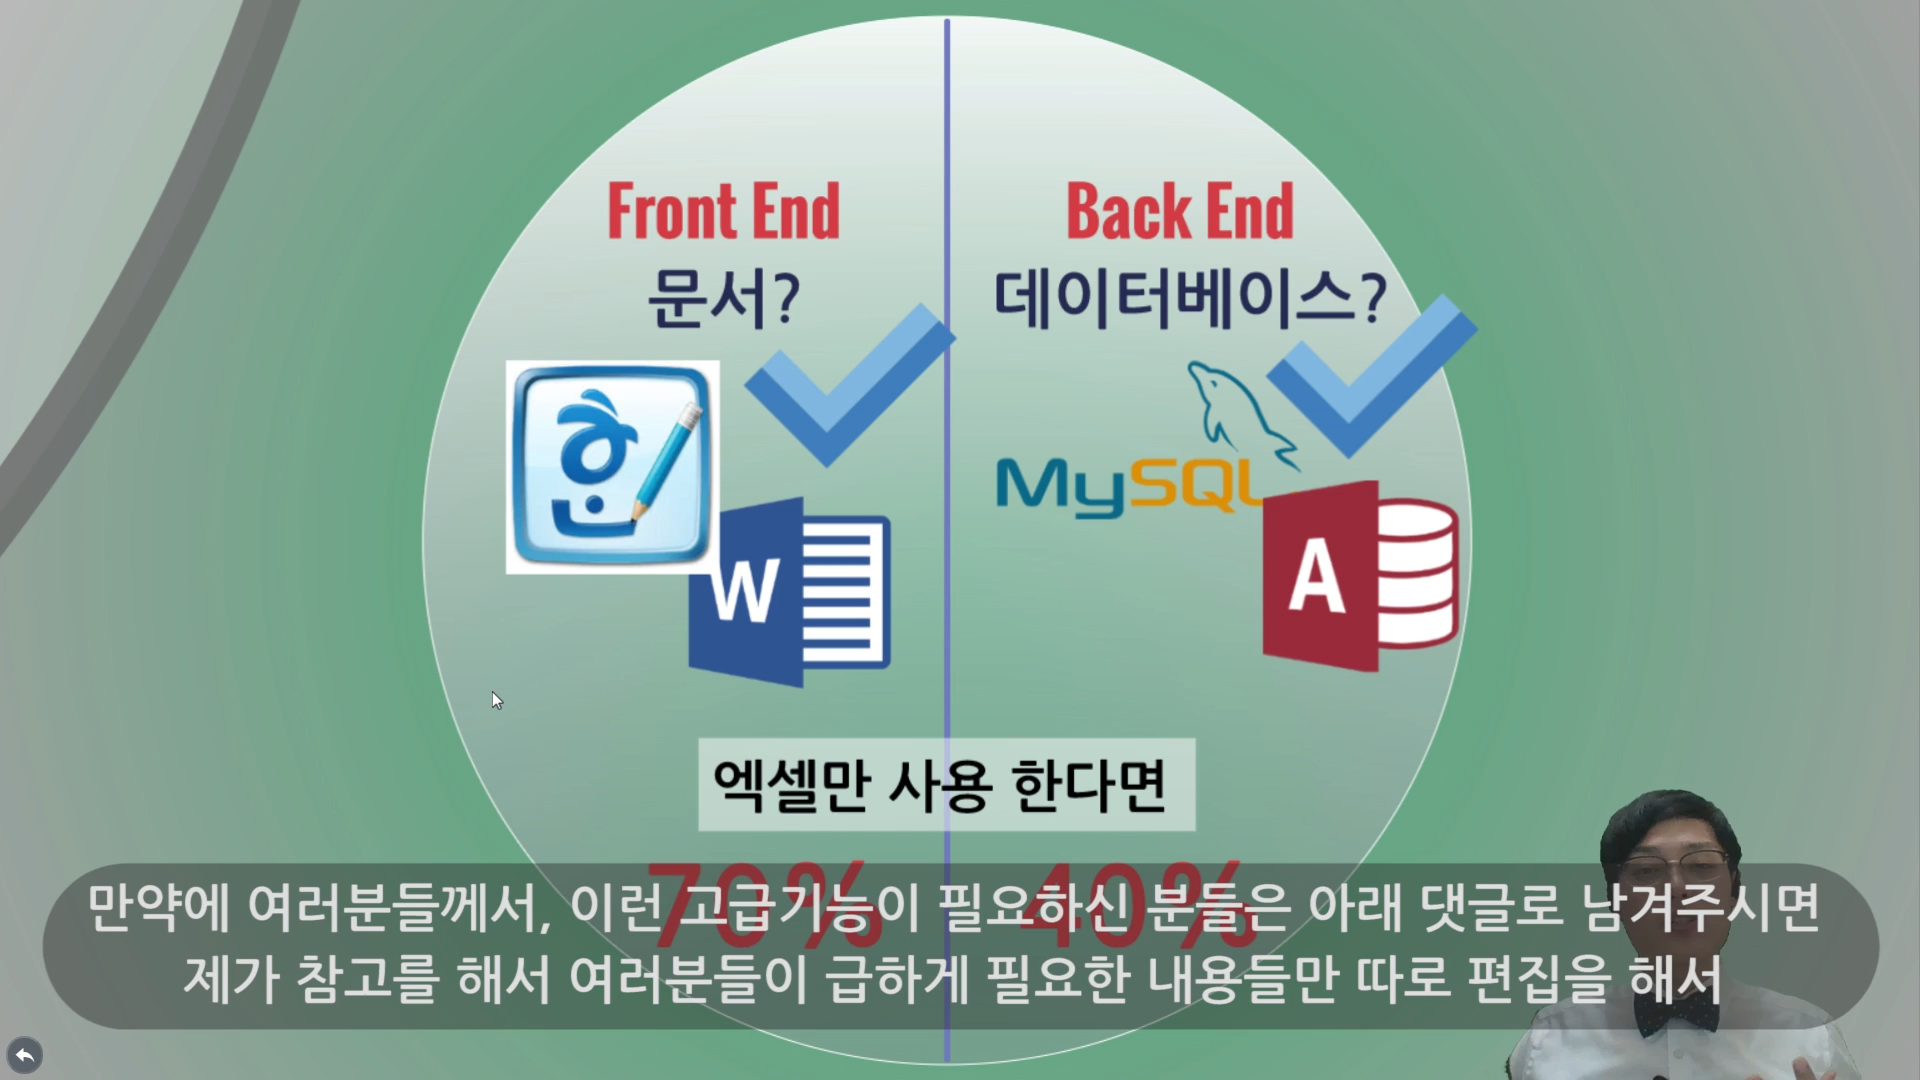 Front End
문서?
Back End
데이터베이스?
한
W
MySQL
A
엑셀만 사용 한다면
70%
40%
만약에 여러분들께서, 이런 고급기능이 필요하신 분들은 아래 댓글로 남겨주시면
제가 참고를 해서 여러분들이 급하게 필요한 내용들만 따로 편집을 해서